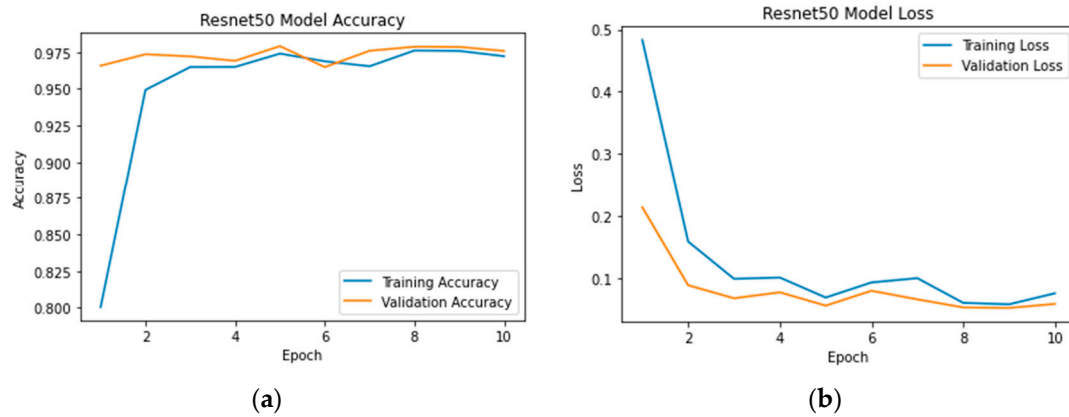 Resnet50 Model Accuracy
0.975
0.950
0.925
0.900
0.875
0.850
0.825
0.800
Accuracy
Training Accuracy
Validation Accuracy
2 4 6 8 10
Epoch
(a)
Resnet50 Model Loss
0.5
0.4
0.3
0.2
0.1
Loss
Training Loss
Validation Loss
2 4 6 8 10
Epoch
(b)